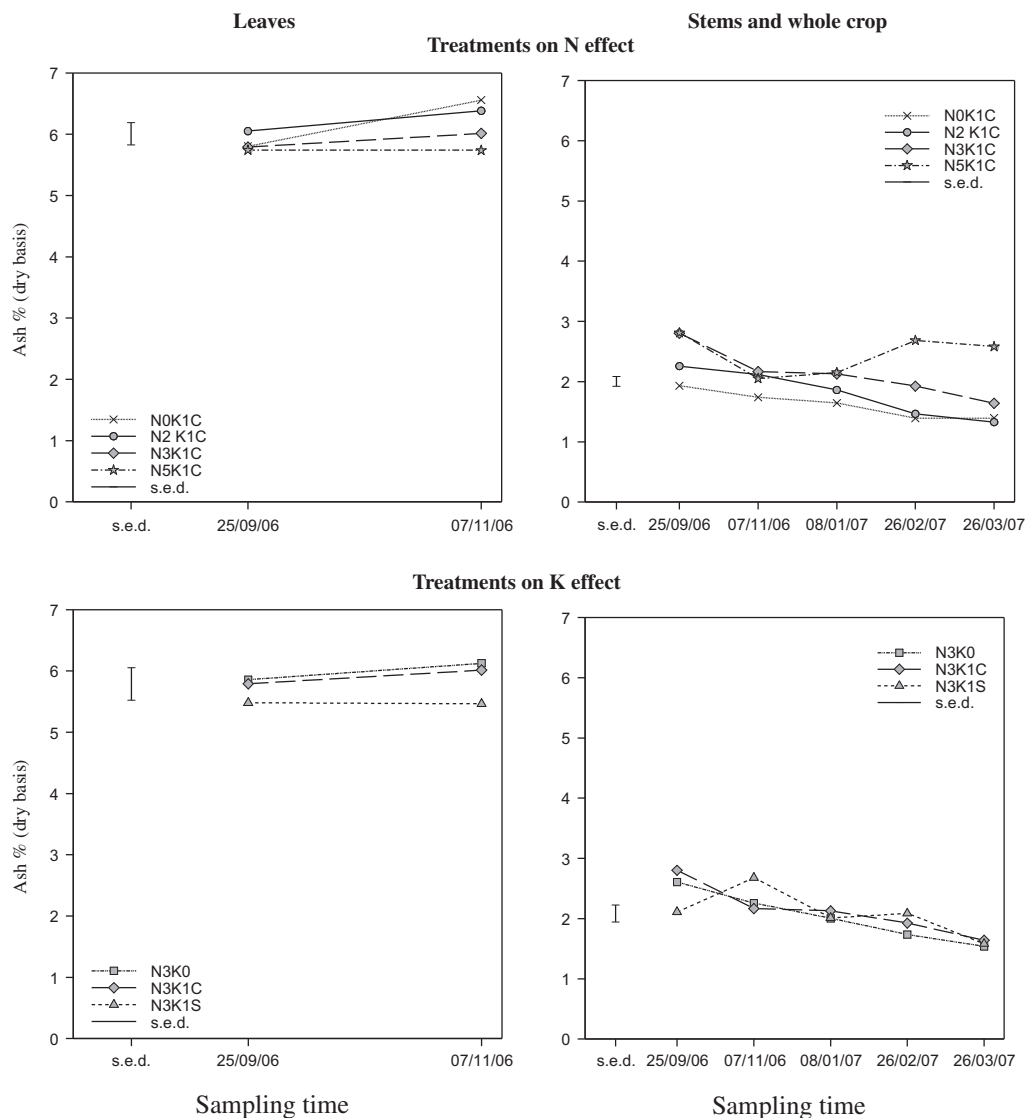 Leaves
Stems and whole crop
Treatments on N effect
Ash % (dry basis)
7
6
5
4
3
2
1
0
N0K1C
N2 K1C
N3K1C
N5K1C
s.e.d.
s.e.d.
25/09/06
07/11/06
7
6
5
4
3
2
1
0
N0K1C
N2 K1C
N3K1C
N5K1C
s.e.d.
s.e.d.
25/09/06
07/11/06
08/01/07
26/02/07
26/03/07
Treatments on K effect
Ash % (dry basis)
7
6
5
4
3
2
1
0
N3K0
N3K1C
N3K1S
s.e.d.
s.e.d.
25/09/06
07/11/06
Sampling time
7
6
5
4
3
2
1
0
N3K0
N3K1C
N3K1S
s.e.d.
s.e.d.
25/09/06
07/11/06
08/01/07
26/02/07
26/03/07
Sampling time